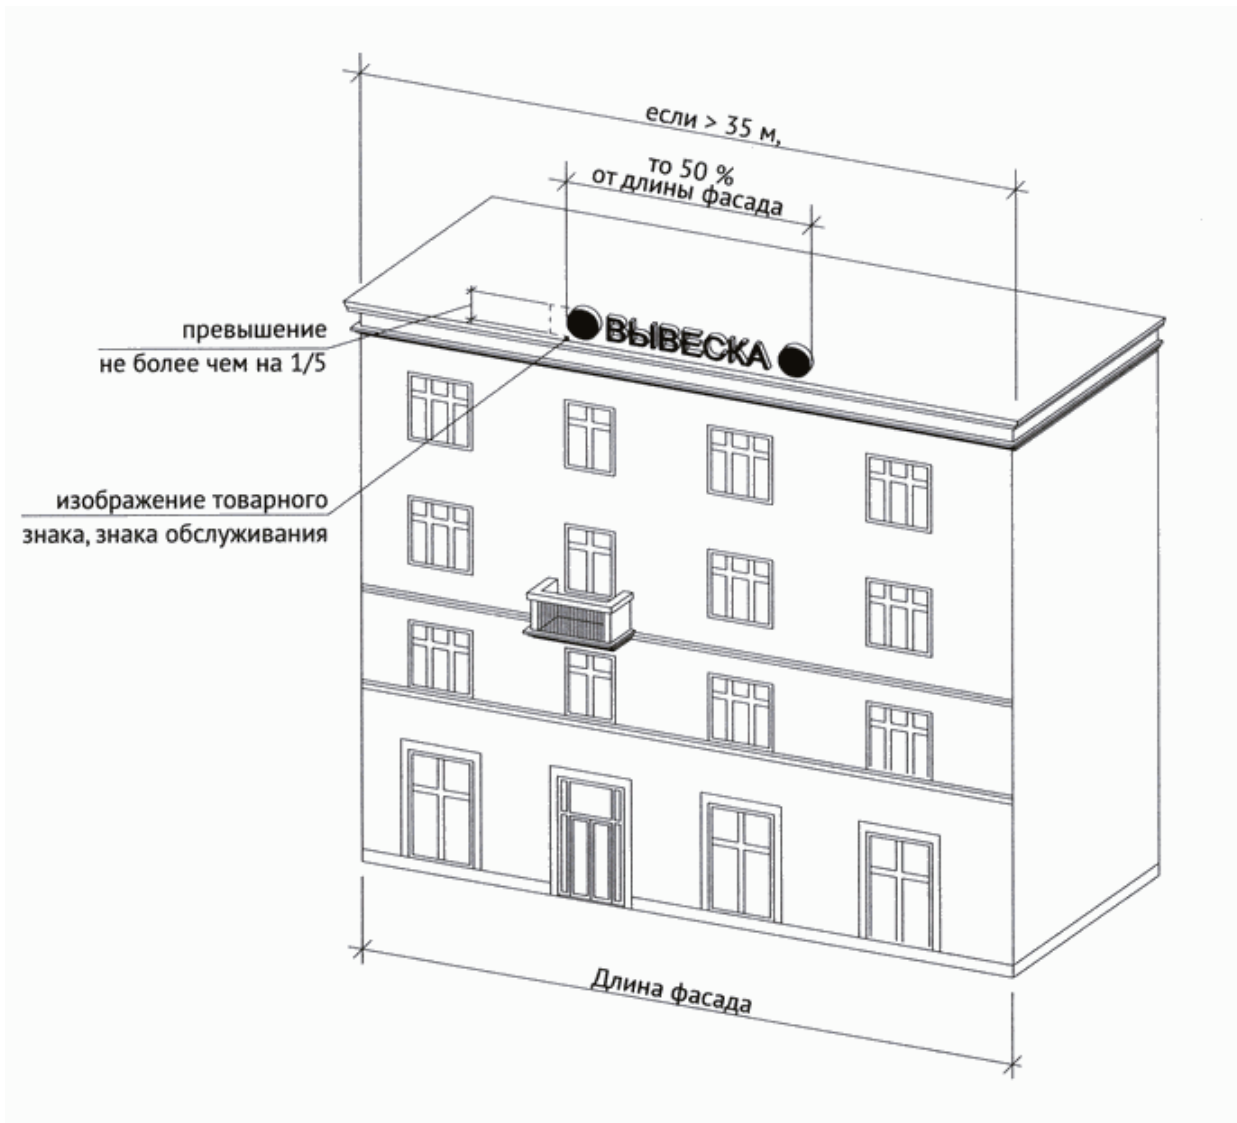 если > 35 м,
то 50 %
от длины фасада
ВЫВЕСКА
превышение
не более чем на 1/5
изображение товарного
знака, знака обслуживания
Длина фасада